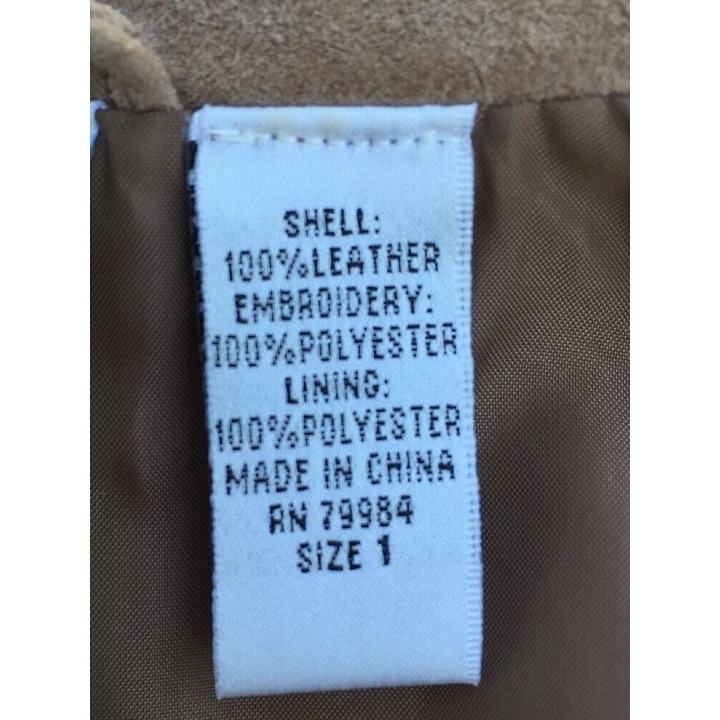 SHELL:
100%LEATHER
EMBROIDERY:
100%POLYESTER
LINING:
100%POLYESTER
MADE IN CHINA
RN 79984
SIZE 1